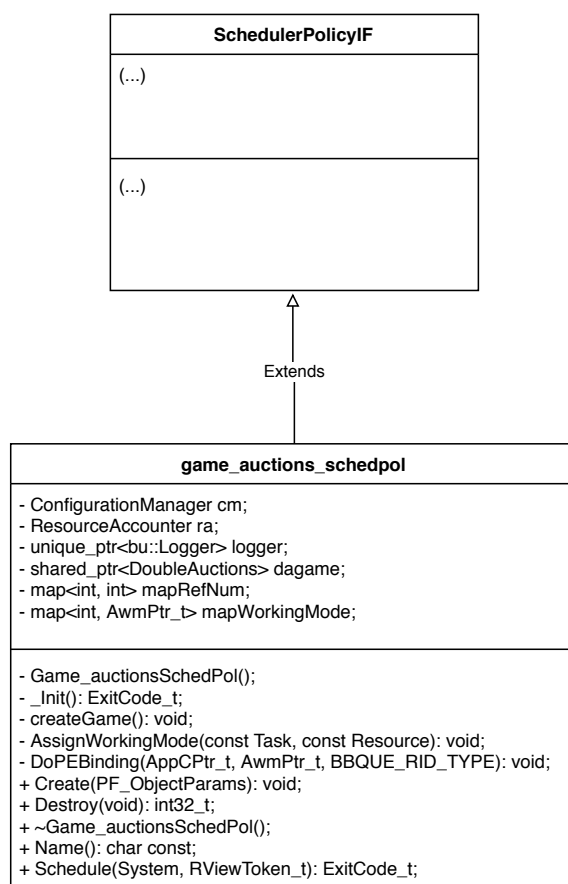 SchedulerPolicyIF
(...)
(...)
Extends
game_auctions_schedpol
- ConfigurationManager cm;
- ResourceAccounter ra;
- unique_ptr<bu::Logger> logger;
- shared_ptr<DoubleAuctions> dagame;
- map<int, int> mapRefNum;
- map<int, AwmPtr_t> mapWorkingMode;
- Game_auctionsSchedPol();
- _Init(): ExitCode_t;
- createGame(): void;
- AssignWorkingMode(const Task, const Resource): void;
- DoPEBinding(AppCPtr_t, AwmPtr_t, BBQUE_RID_TYPE): void;
+ Create(PF_ObjectParams): void;
+ Destroy(void): int32_t;
+ ~Game_auctionsSchedPol();
+ Name(): char const;
+ Schedule(System, RViewToken_t): ExitCode_t;